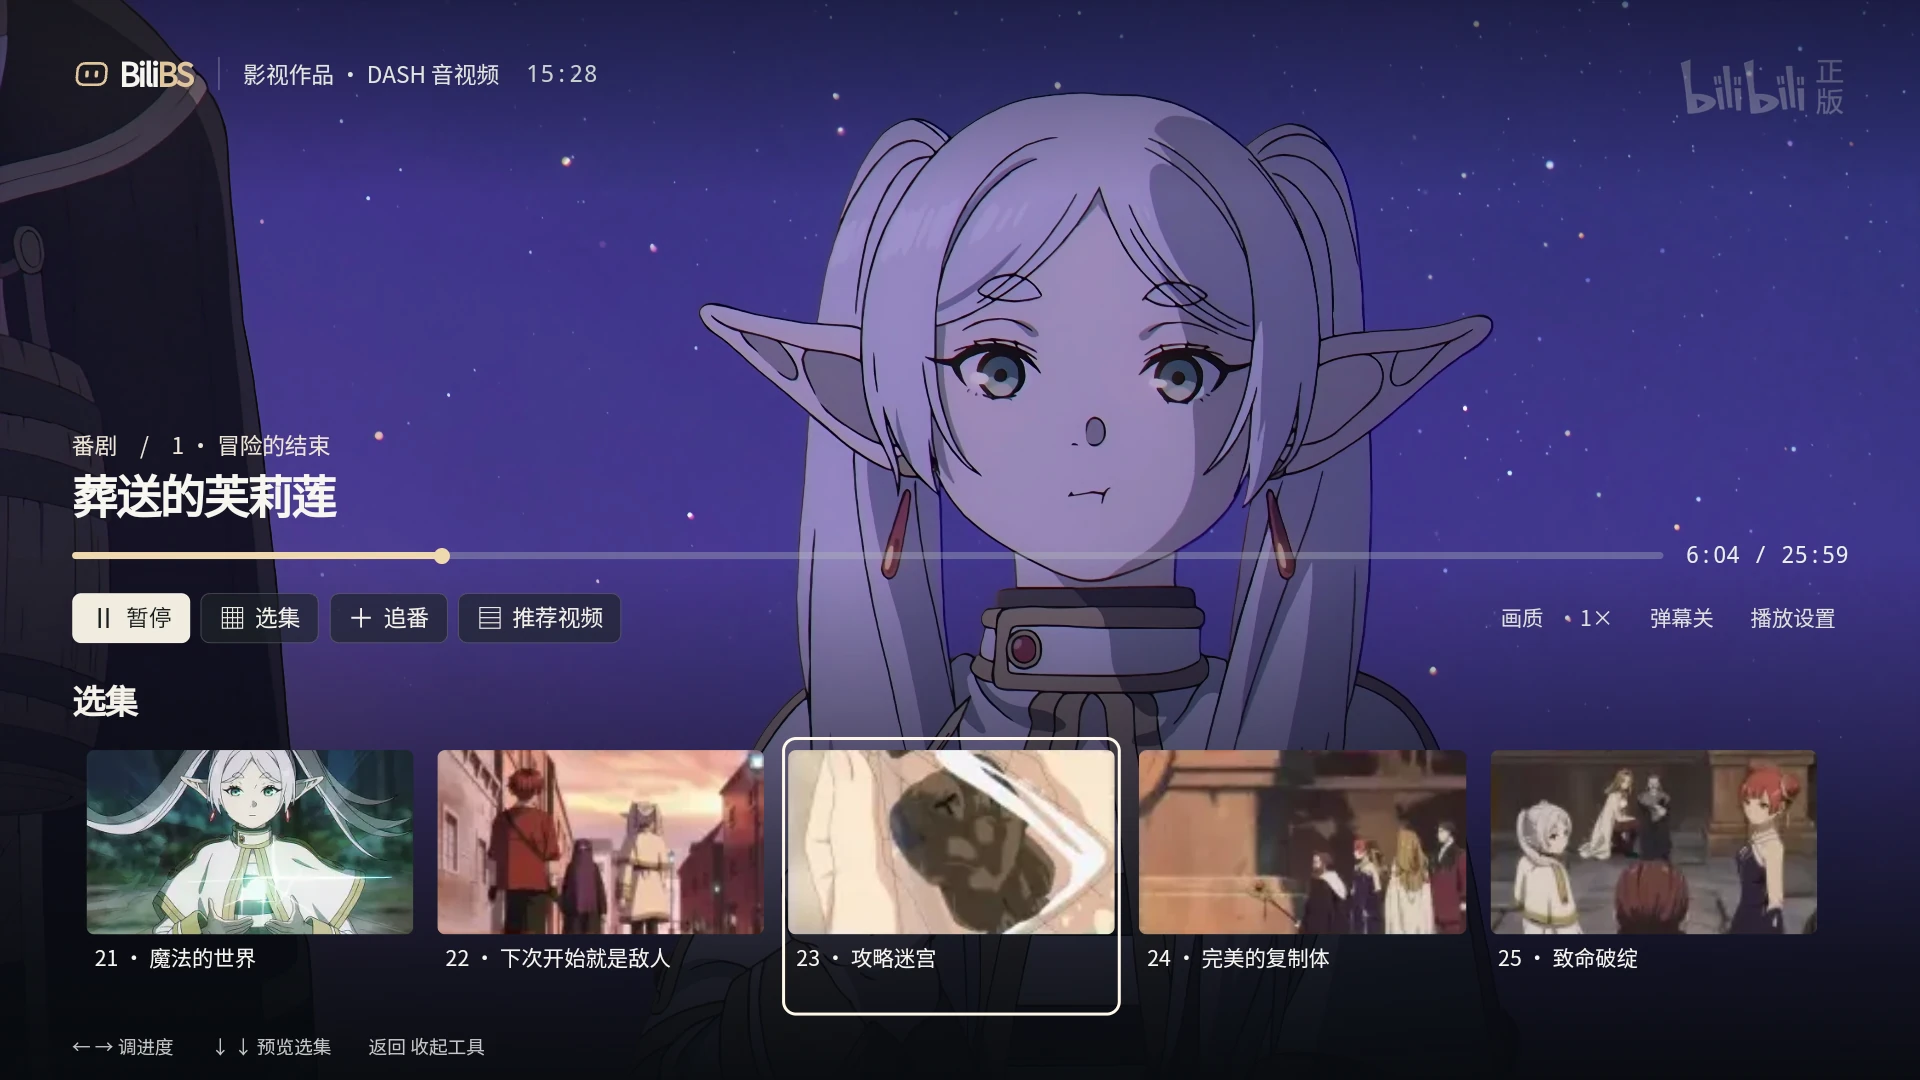 BiliBS
影视作品 • DASH 音视频 15:28
bilibili 正版
番剧 / 1 • 冒险的结束
葬送的芙莉莲
6:04 / 25:59
暂停 选集 追番 推荐视频
画质 • 1× 弹幕关 播放设置
选集
21 • 魔法的世界
22 • 下次开始就是敌人
23 • 攻略迷宫
24 • 完美的复制体
25 • 致命破绽
←→ 调进度 ↓ ↓ 预览选集 返回 收起工具